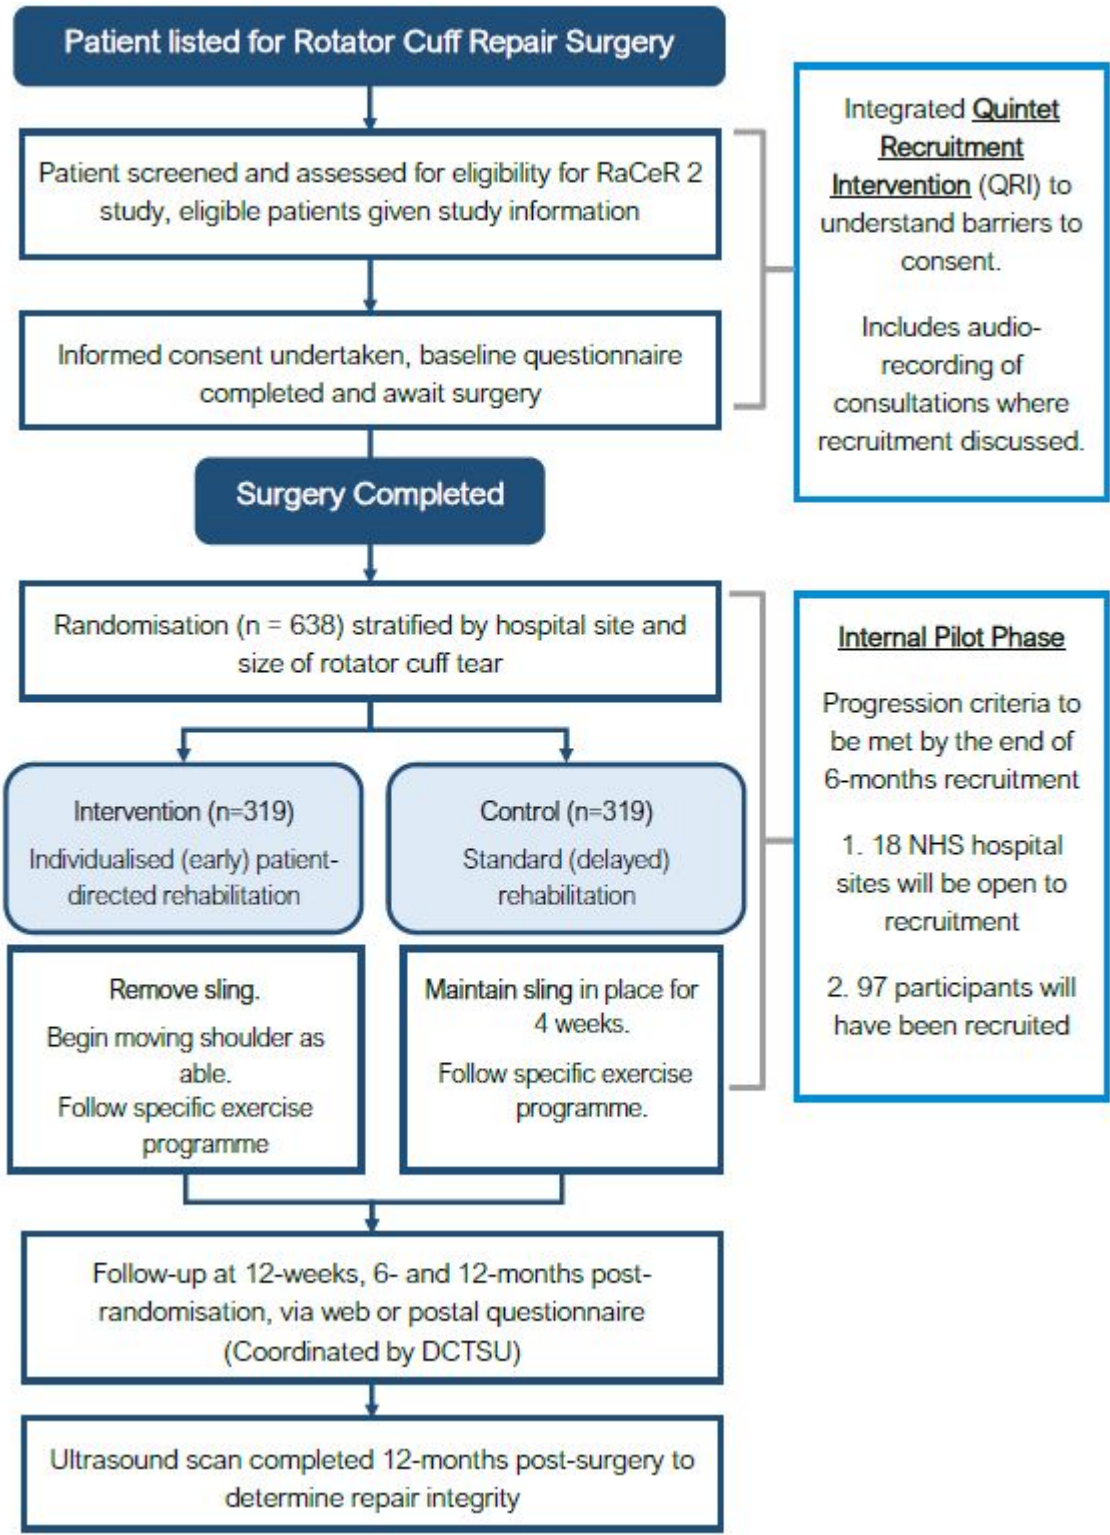 Patient listed for Rotator Cuff Repair Surgery
Patient screened and assessed for eligibility for RaCeR 2
study, eligible patients given study information
Informed consent undertaken, baseline questionnaire
completed and await surgery
Integrated Quintet
Recruitment
Intervention (QRI) to
understand barriers to
consent.
Includes audio-
recording of
consultations where
recruitment discussed.
Surgery Completed
Randomisation (n = 638) stratified by hospital site and
size of rotator cuff tear
Intervention (n=319)
Individualised (early) patient-
directed rehabilitation
Control (n=319)
Standard (delayed)
rehabilitation
Remove sling.
Begin moving shoulder as
able.
Follow specific exercise
programme
Maintain sling in place for
4 weeks.
Follow specific exercise
programme.
Internal Pilot Phase
Progression criteria to
be met by the end of
6-months recruitment
1. 18 NHS hospital
sites will be open to
recruitment
2. 97 participants will
have been recruited
Follow-up at 12-weeks, 6- and 12-months post-
randomisation, via web or postal questionnaire
(Coordinated by DCTSU)
Ultrasound scan completed 12-months post-surgery to
determine repair integrity